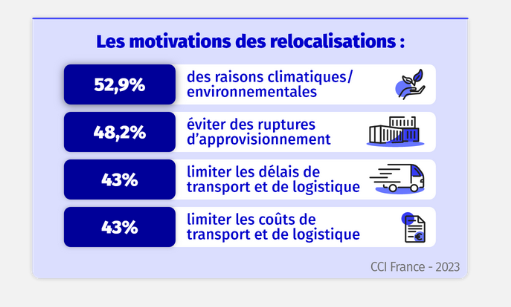 Les motivations des relocalisations :
52,9%
des raisons climatiques/
environnementales
48,2%
éviter des ruptures
d'approvisionnement
43%
limiter les délais de
transport et de logistique
43%
limiter les coûts de
transport et de logistique
CCI France - 2023